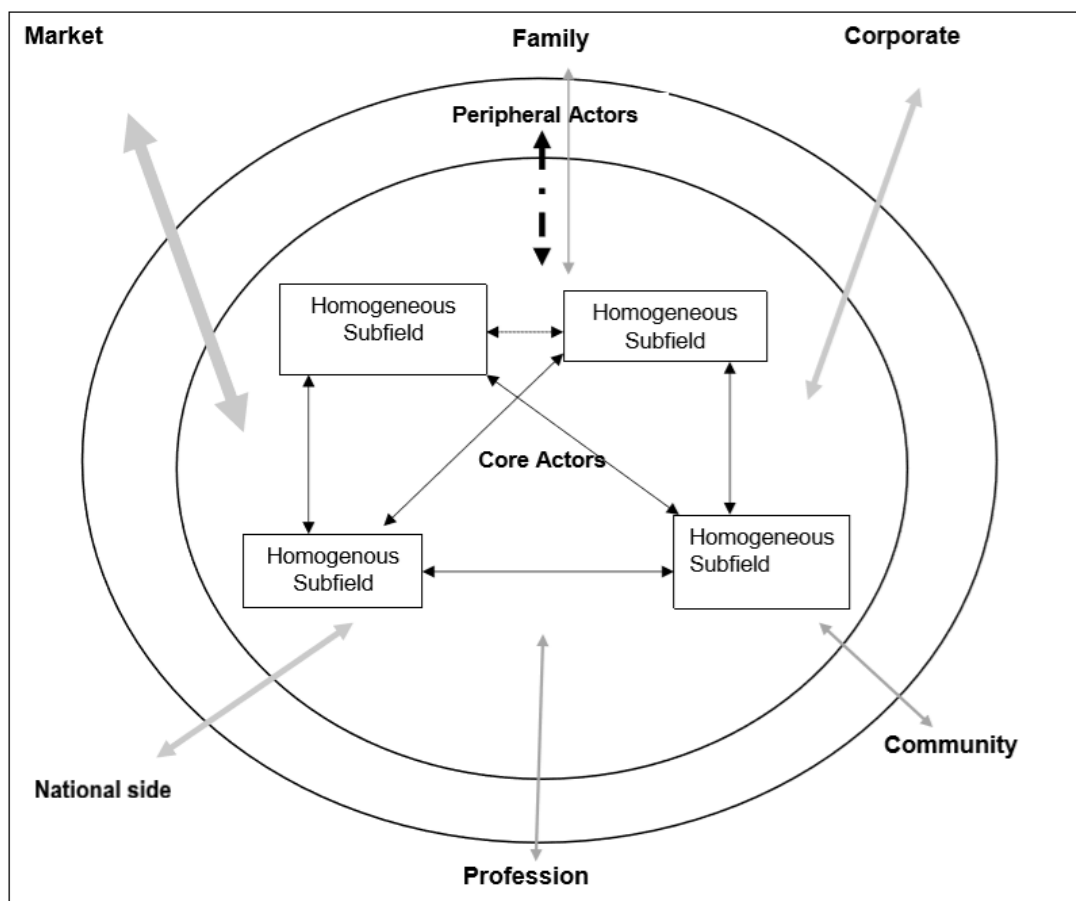 Market
Family
Corporate
Peripheral Actors
Homogeneous
Subfield
Homogeneous
Subfield
Core Actors
Homogenous
Subfield
Homogeneous
Subfield
Community
National side
Profession